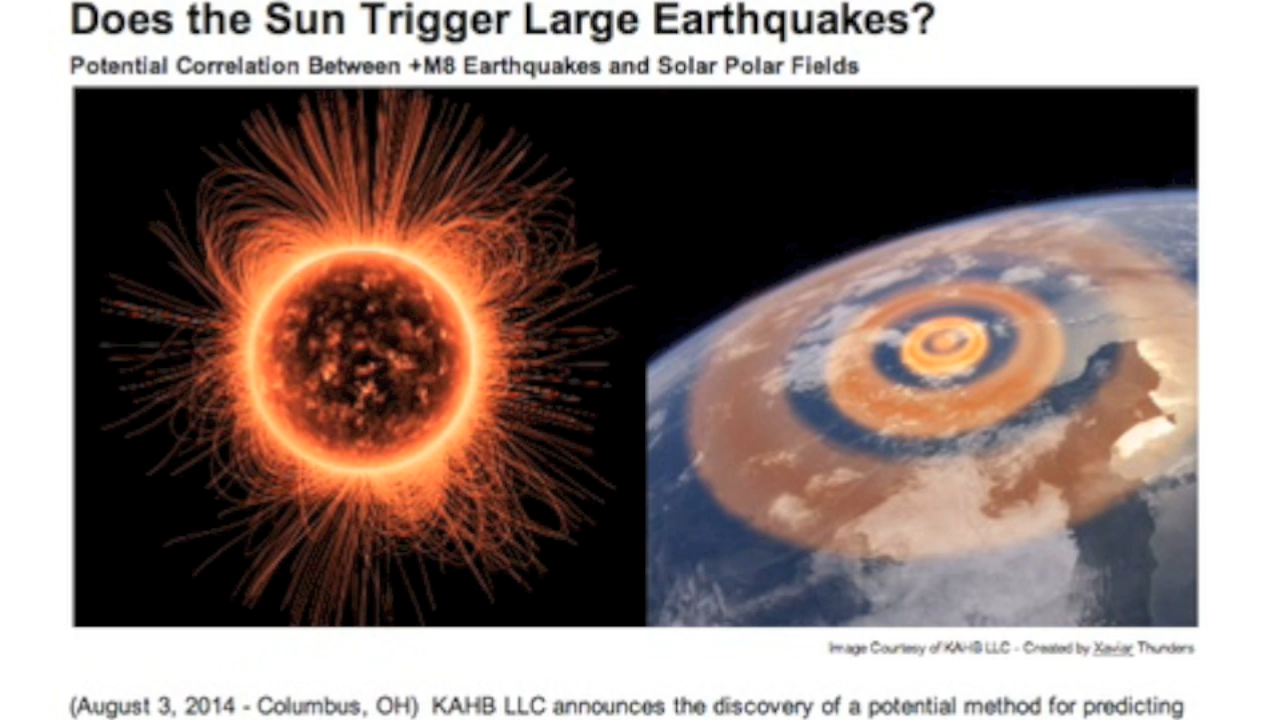 Does the Sun Trigger Large Earthquakes?
Potential Correlation Between +M8 Earthquakes and Solar Polar Fields
Image Courtesy of KAHB LLC - Created by Xaviar Thunders
(August 3, 2014 - Columbus, OH) KAHB LLC announces the discovery of a potential method for predicting